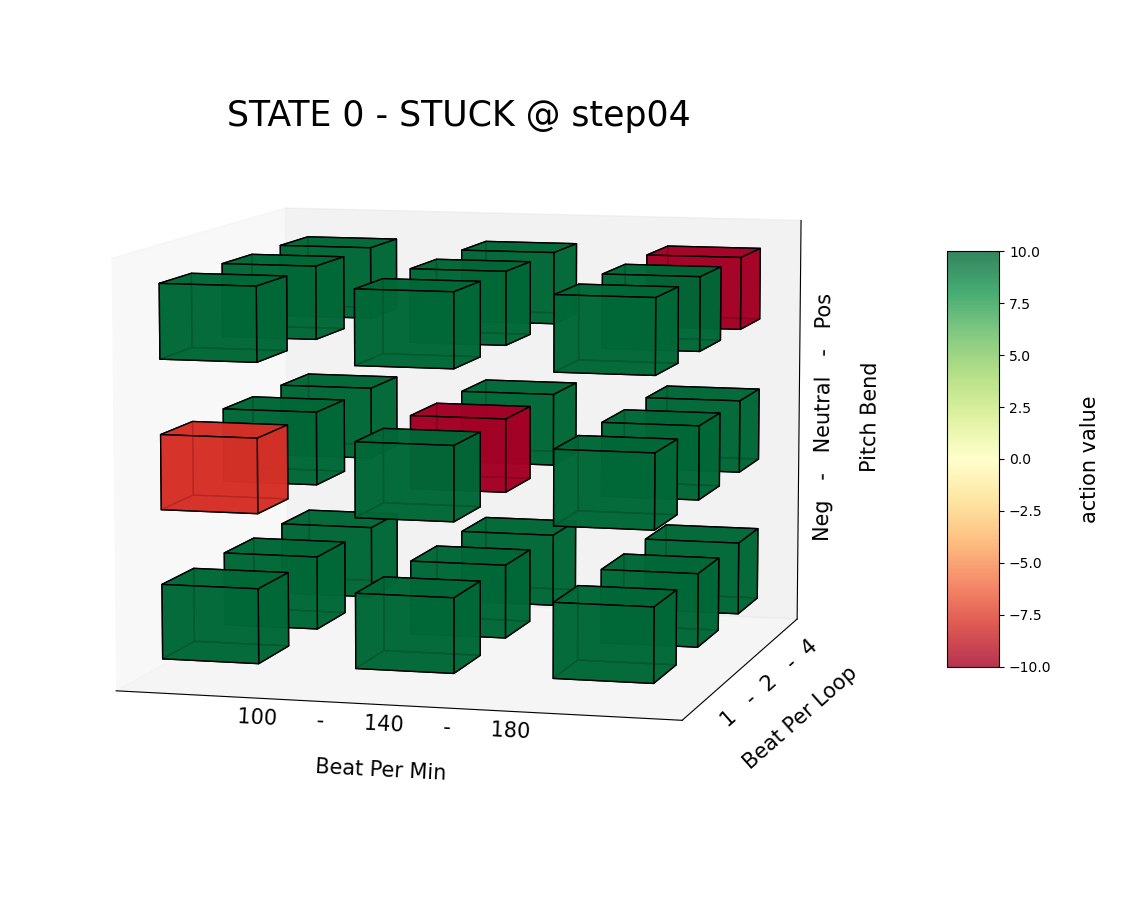 STATE 0 - STUCK @ step04
Neg - Neutral - Pos
Pitch Bend
100 - 140 - 180
Beat Per Min
1 - 2 - 4
Beat Per Loop
10.0
7.5
5.0
2.5
0.0
−2.5
−5.0
−7.5
−10.0
action value